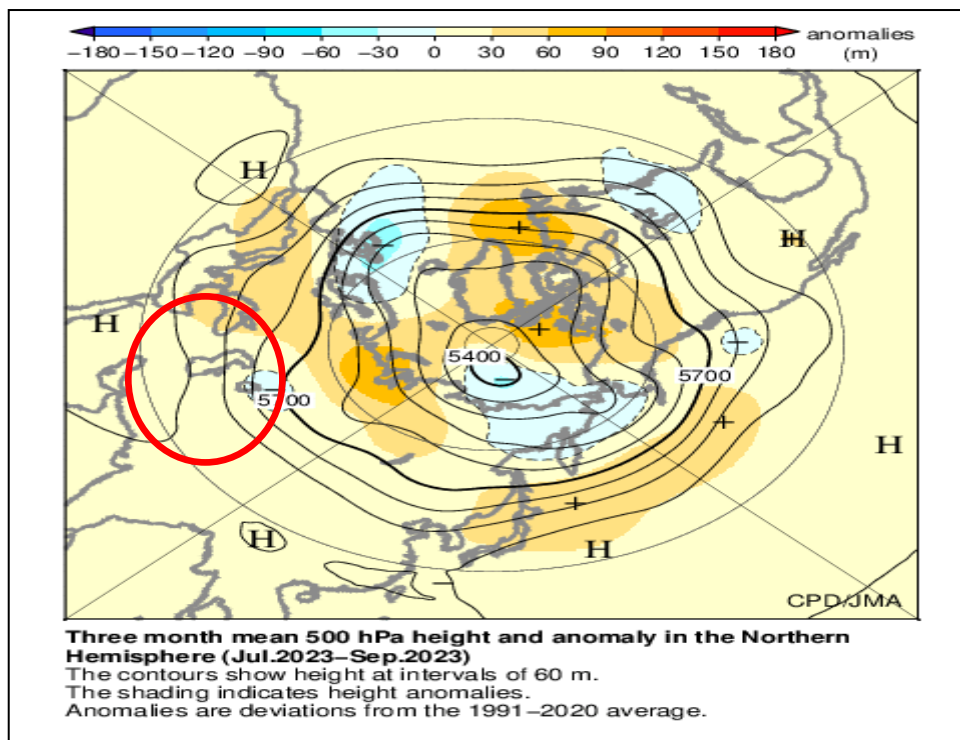 −180 −150 −120 −90 −60 −30 0 30 60 90 120 150 180 anomalies
(m)
H
H
H
H
5400
5700
5700
H
H
H
CPD/JMA
Three month mean 500 hPa height and anomaly in the Northern
Hemisphere (Jul.2023−Sep.2023)
The contours show height at intervals of 60 m.
The shading indicates height anomalies.
Anomalies are deviations from the 1991−2020 average.